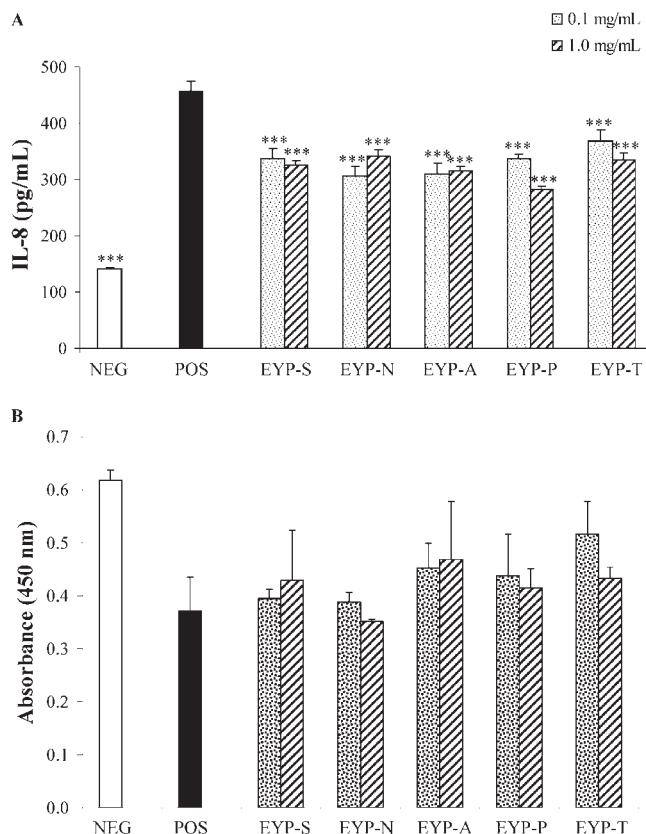 A
0.1 mg/mL
1.0 mg/mL
500
400
300
200
100
0
IL-8 (pg/mL)
***
*** ***
*** ***
*** ***
*** ***
*** ***
NEG POS EYP-S EYP-N EYP-A EYP-P EYP-T
B
0.7
0.6
0.5
0.4
0.3
0.2
0.1
0.0
Absorbance (450 nm)
NEG POS EYP-S EYP-N EYP-A EYP-P EYP-T